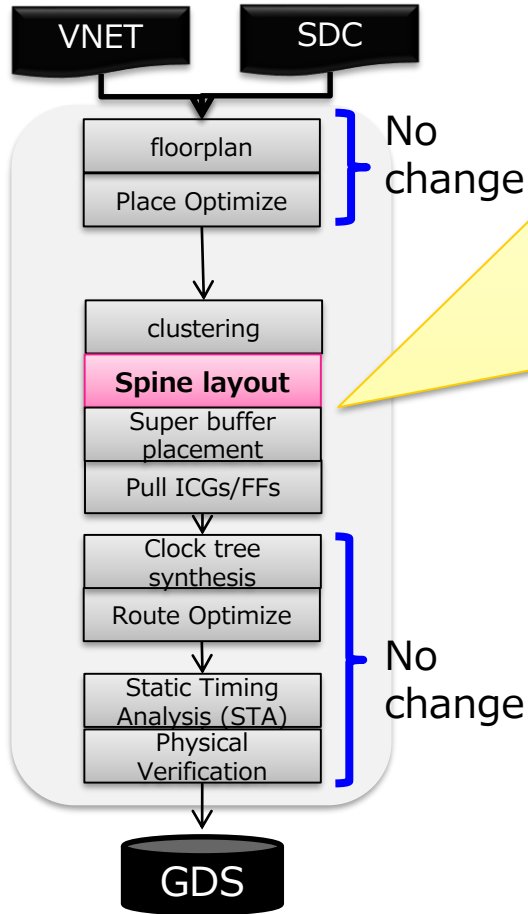 VNET
SDC
floorplan
Place Optimize
No
change
clustering
Spine layout
Super buffer
placement
Pull ICGs/FFs
Clock tree
synthesis
Route Optimize
No
change
Static Timing
Analysis (STA)
Physical
Verification
GDS